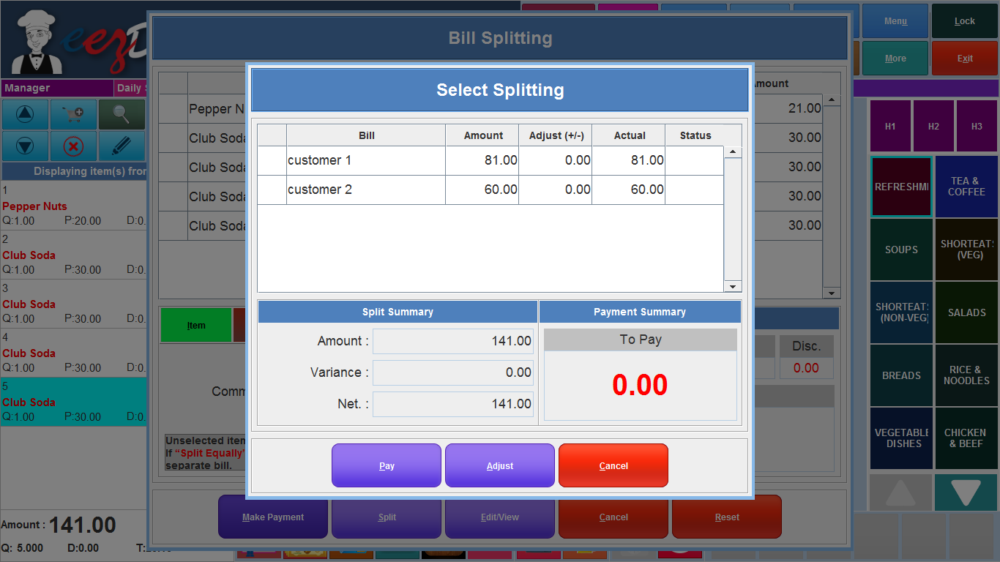 Menu
Lock
More
Exit
Bill Splitting
Manager
Daily
Amount
Pepper N
21.00
Club Soda
30.00
Club Soda
30.00
Club Soda
30.00
Club Soda
30.00
Select Splitting
Bill Amount Adjust (+/-) Actual Status
customer 1 81.00 0.00 81.00
customer 2 60.00 0.00 60.00
Split Summary
Amount : 141.00
Variance : 0.00
Net. : 141.00
Payment Summary
To Pay
0.00
Pay
Adjust
Cancel
Displaying item(s) from
1
Pepper Nuts
Q:1.00 P:20.00 D:0.
2
Club Soda
Q:1.00 P:30.00 D:0.
3
Club Soda
Q:1.00 P:30.00 D:0.
4
Club Soda
Q:1.00 P:30.00 D:0.
5
Club Soda
Q:1.00 P:30.00 D:0.
Item
Disc.
0.00
Comm
Unselected item
If “Split Equally”
separate bill.
Make Payment
Split
Edit/View
Cancel
Reset
Amount : 141.00
Q: 5.000 D:0.00
H1
H2
H3
REFRESHM
TEA &
COFFEE
SOUPS
SHORTEATS
(VEG)
SHORTEATS
(NON-VEG)
SALADS
BREADS
RICE &
NOODLES
VEGETABLE
DISHES
CHICKEN
& BEEF